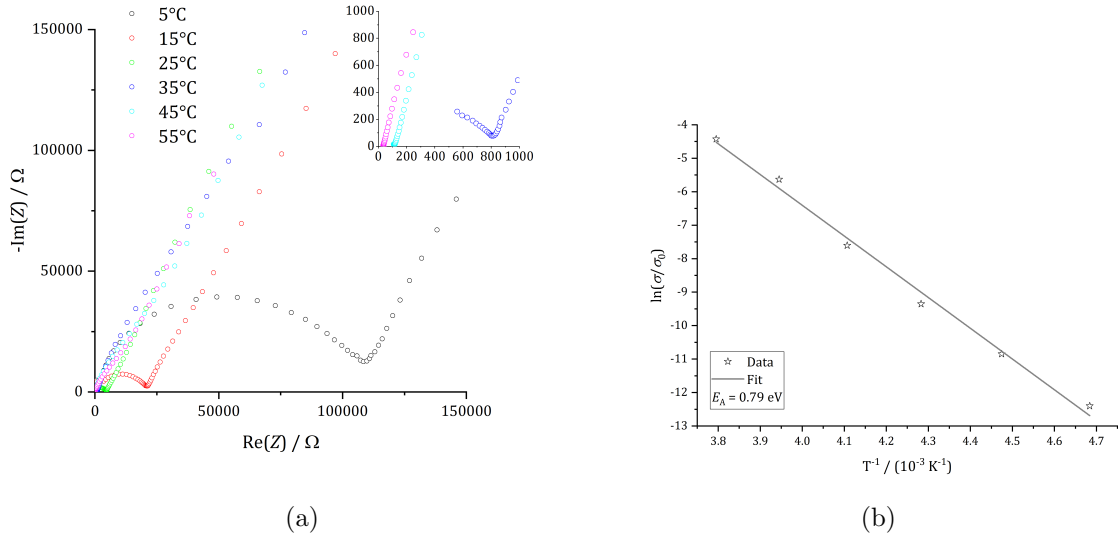 5°C
15°C
25°C
35°C
45°C
55°C
150000
100000
50000
0
-Im(Z) / Ω
0 50000 100000 150000
Re(Z) / Ω
1000
800
600
400
200
0
0 200 400 600 800 1000
(a)
-4
-5
-6
-7
-8
-9
-10
-11
-12
-13
ln(σ/σ₀)
Data
Fit
E_A = 0.79 eV
3.8 3.9 4.0 4.1 4.2 4.3 4.4 4.5 4.6 4.7
T⁻¹ / (10⁻³ K⁻¹)
(b)